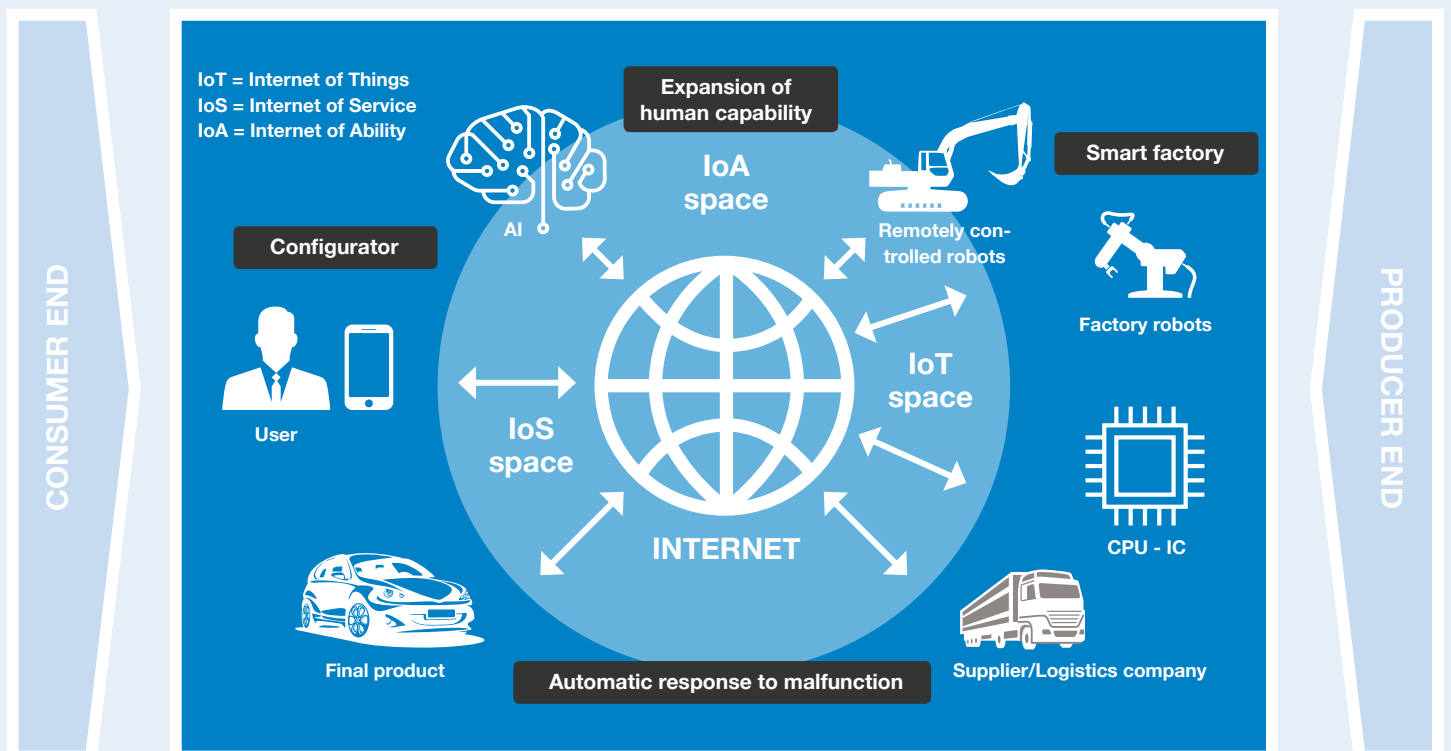 IoT = Internet of Things
IoS = Internet of Service
IoA = Internet of Ability
Expansion of
human capability
IoA
space
AI
Remotely con-
trolled robots
Smart factory
Configurator
Factory robots
CONSUMER END
PRODUCER END
User
IoS
space
IoT
space
INTERNET
CPU - IC
Final product
Automatic response to malfunction
Supplier/Logistics company